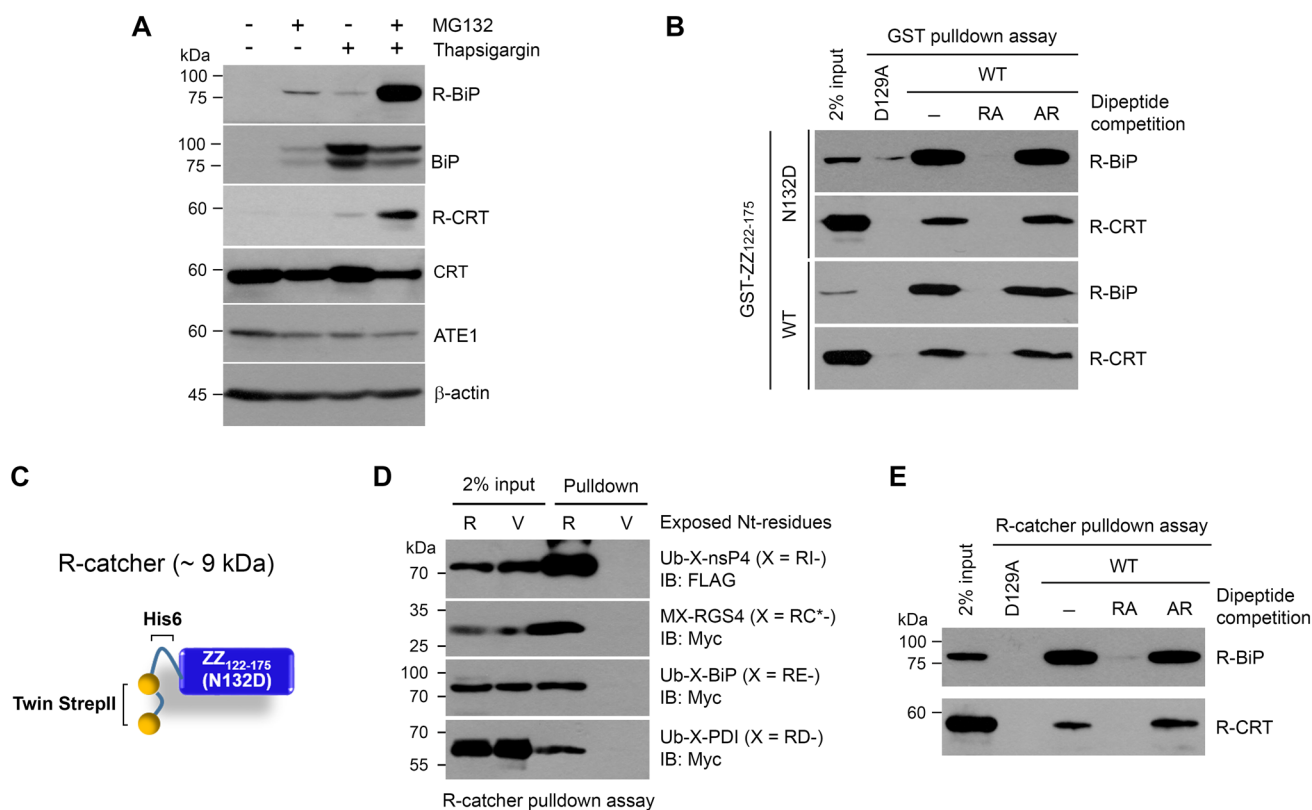 A
- + - + MG132
- - + + Thapsigargin
kDa
100
75
R-BiP
100
75
BiP
60
R-CRT
60
CRT
60
ATE1
45
β-actin
B
GST pulldown assay
2% input
D129A
WT
– RA AR
Dipeptide
competition
GST-ZZ122-175
N132D
R-BiP
R-CRT
WT
R-BiP
R-CRT
C
R-catcher (~ 9 kDa)
His6
ZZ122-175
(N132D)
Twin StrepII
D
2% input Pulldown
R V R V Exposed Nt-residues
kDa
70
Ub-X-nsP4 (X = RI-)
IB: FLAG
35
25
MX-RGS4 (X = RC*-)
IB: Myc
100
70
Ub-X-BiP (X = RE-)
IB: Myc
70
55
Ub-X-PDI (X = RD-)
IB: Myc
R-catcher pulldown assay
E
R-catcher pulldown assay
2% input
D129A
WT
– RA AR
Dipeptide
competition
kDa
100
75
R-BiP
60
R-CRT